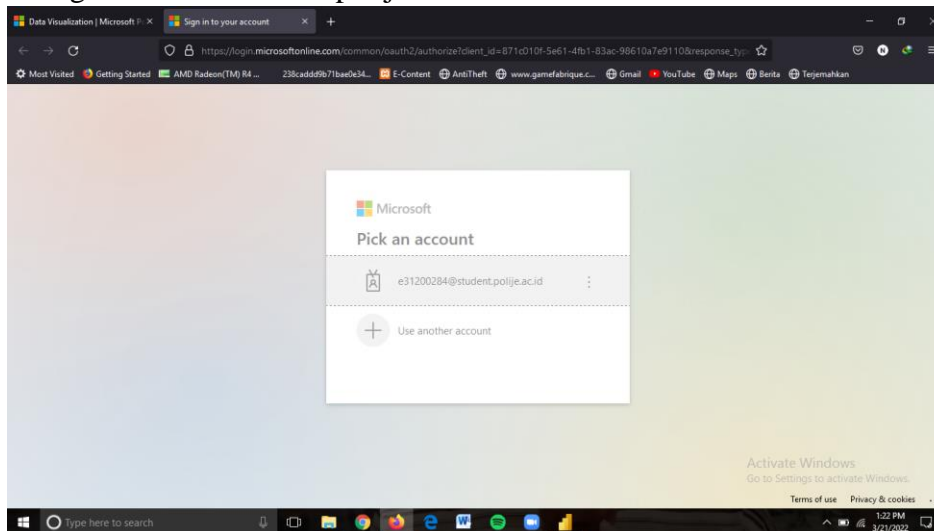 Data Visualization | Microsoft P
Sign in to your account
https://login.microsoftonline.com/common/oauth2/authorize?client_id=871c010f-5e61-4fb1-83ac-98610a7e9110&response_typ
Most Visited Getting Started AMD Radeon(TM) R4 ... 238caddd9b71bae0e34... E-Content AntiTheft www.gamefabrique.c... Gmail YouTube Maps Berita Terjemahkan
Microsoft
Pick an account
e31200284@student.polije.ac.id
Use another account
Activate Windows
Go to Settings to activate Windows.
Terms of use Privacy & cookies
Type here to search
1:22 PM
3/21/2022